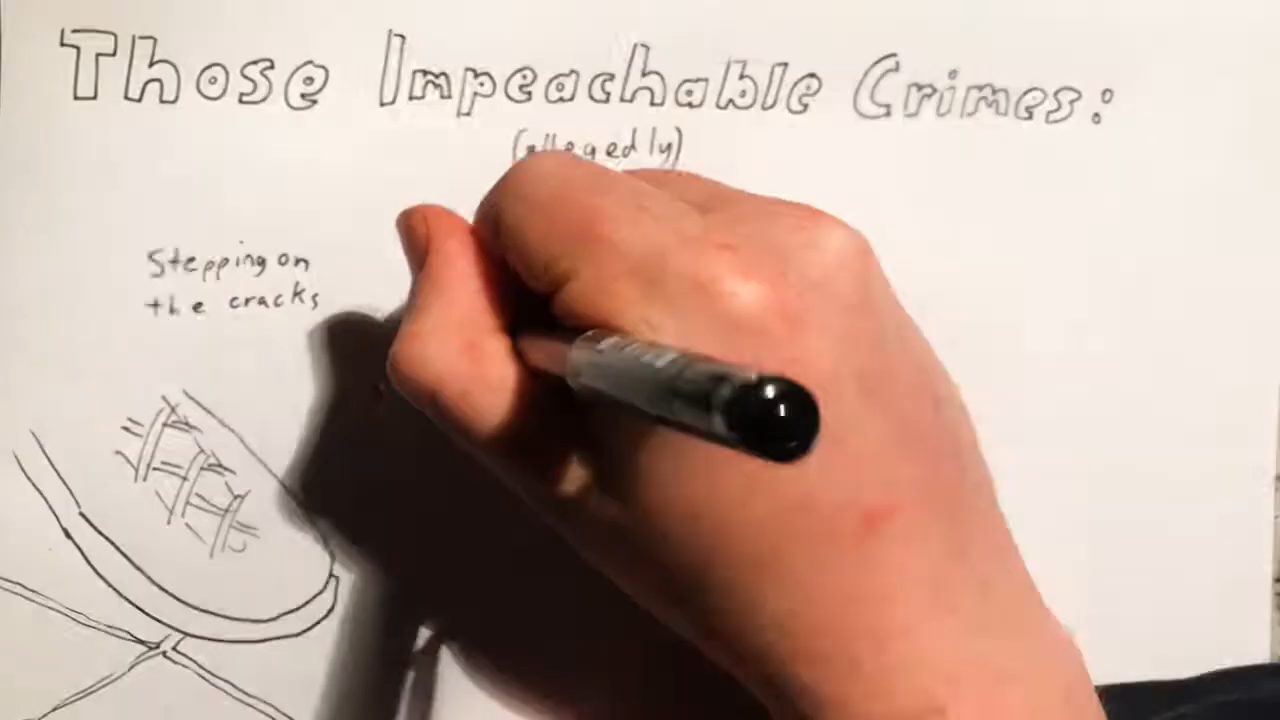 Those Impeachable Crimes:
(allegedly)
Stepping on
the cracks